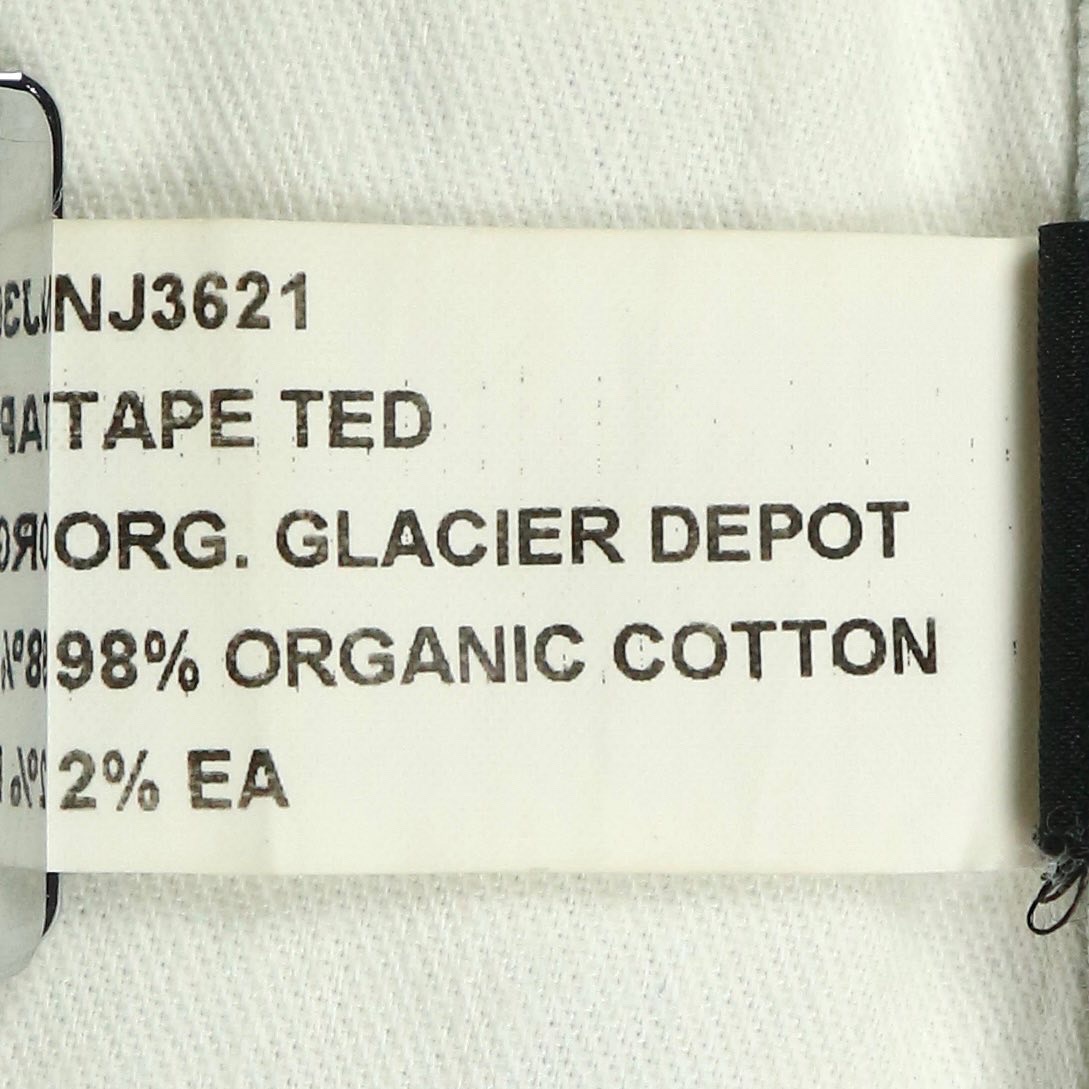 NJ3621
TAPE TED
ORG. GLACIER DEPOT
98% ORGANIC COTTON
2% EA